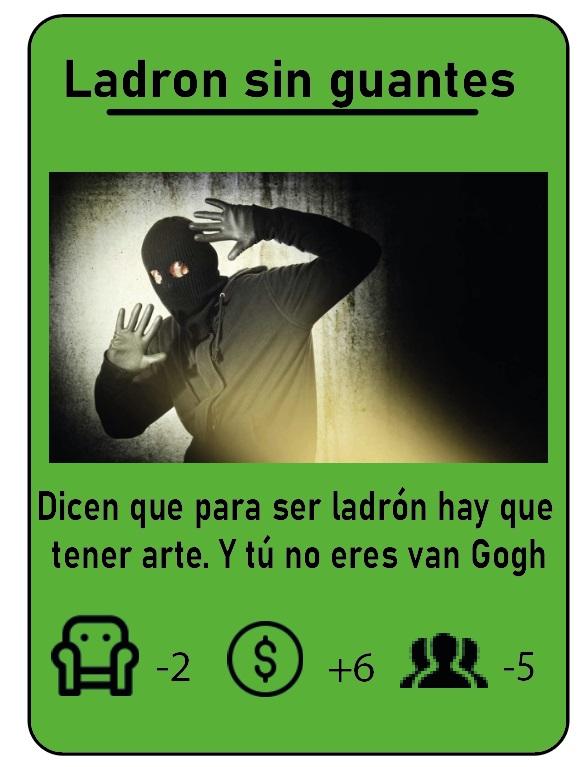 Ladron sin guantes
Dicen que para ser ladrón hay que
tener arte. Y tú no eres van Gogh
-2 $ +6 -5